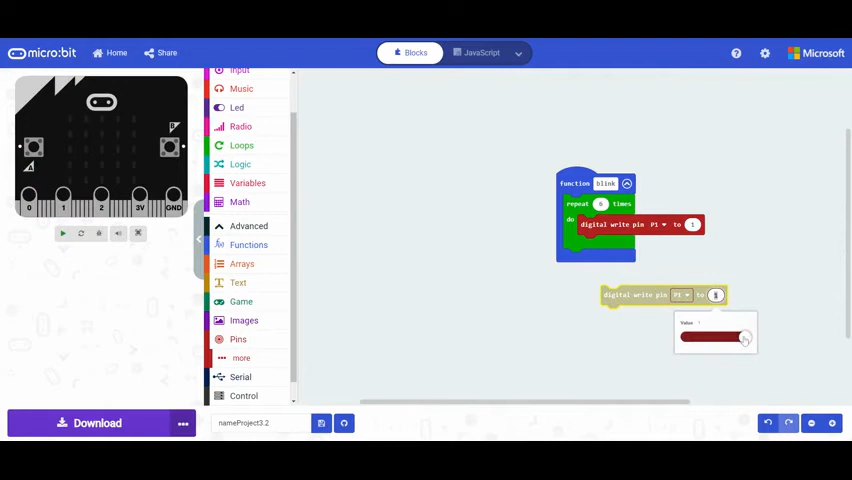 micro:bit Home Share Blocks JavaScript Microsoft
Input
Music
Led
Radio
Loops
Logic
Variables
Math
Advanced
Functions
Arrays
Text
Game
Images
Pins
more
Serial
Control
A
B
0 1 2 3V GND
function blink
repeat 6 times
do digital write pin P1 to 1
digital write pin P1 to
Value
Download nameProject3.2